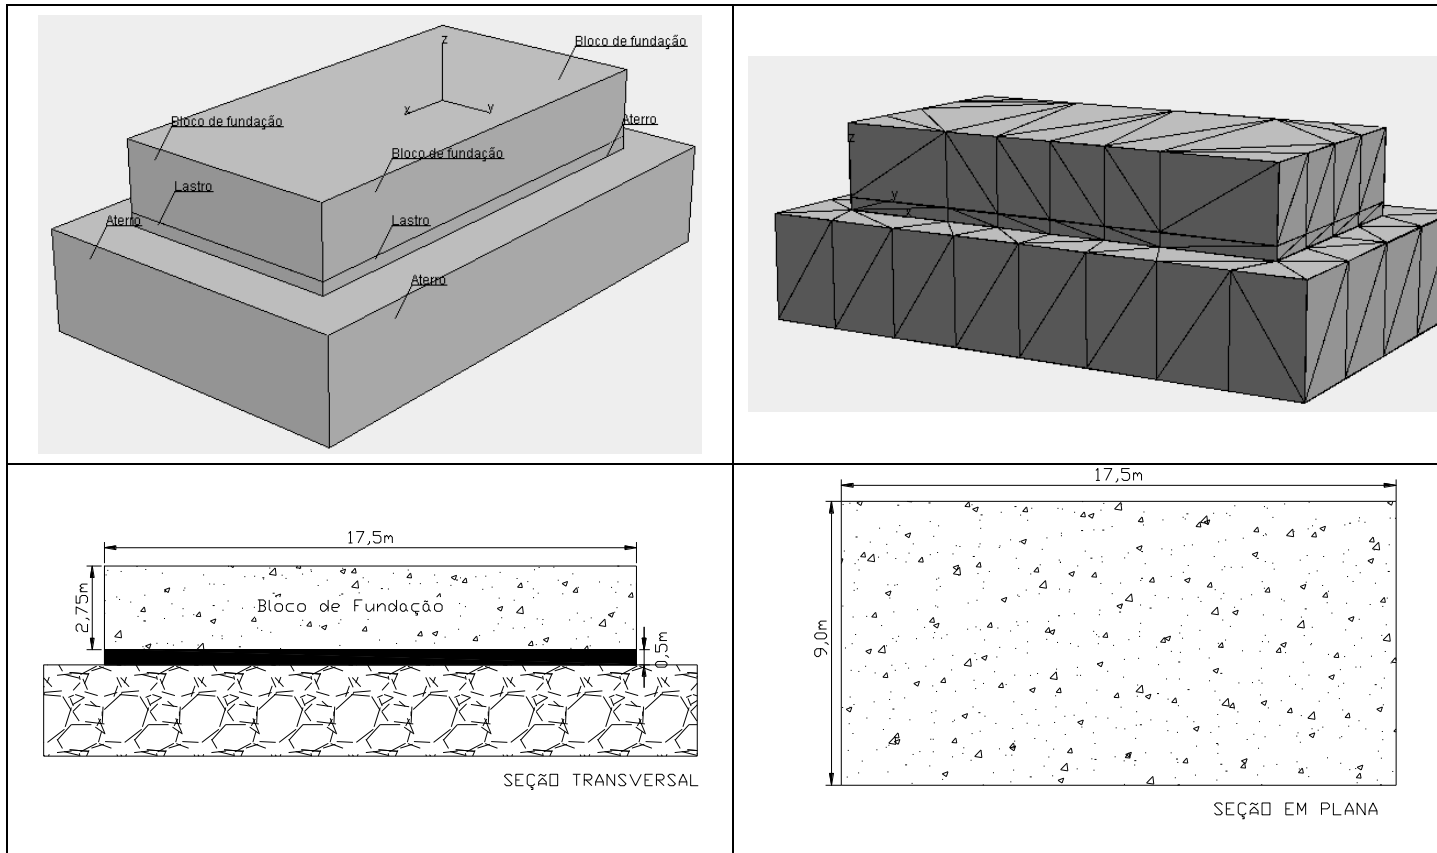 z
Bloco de fundação
x
y
Bloco de fundação
Aterro
Bloco de fundação
Lastro
Aterro
Lastro
Aterro
z
y
x
17,5m
2,75m
Bloco de Fundação
0,5m
SEÇÃO TRANSVERSAL
17,5m
9,0m
SEÇÃO EM PLANA